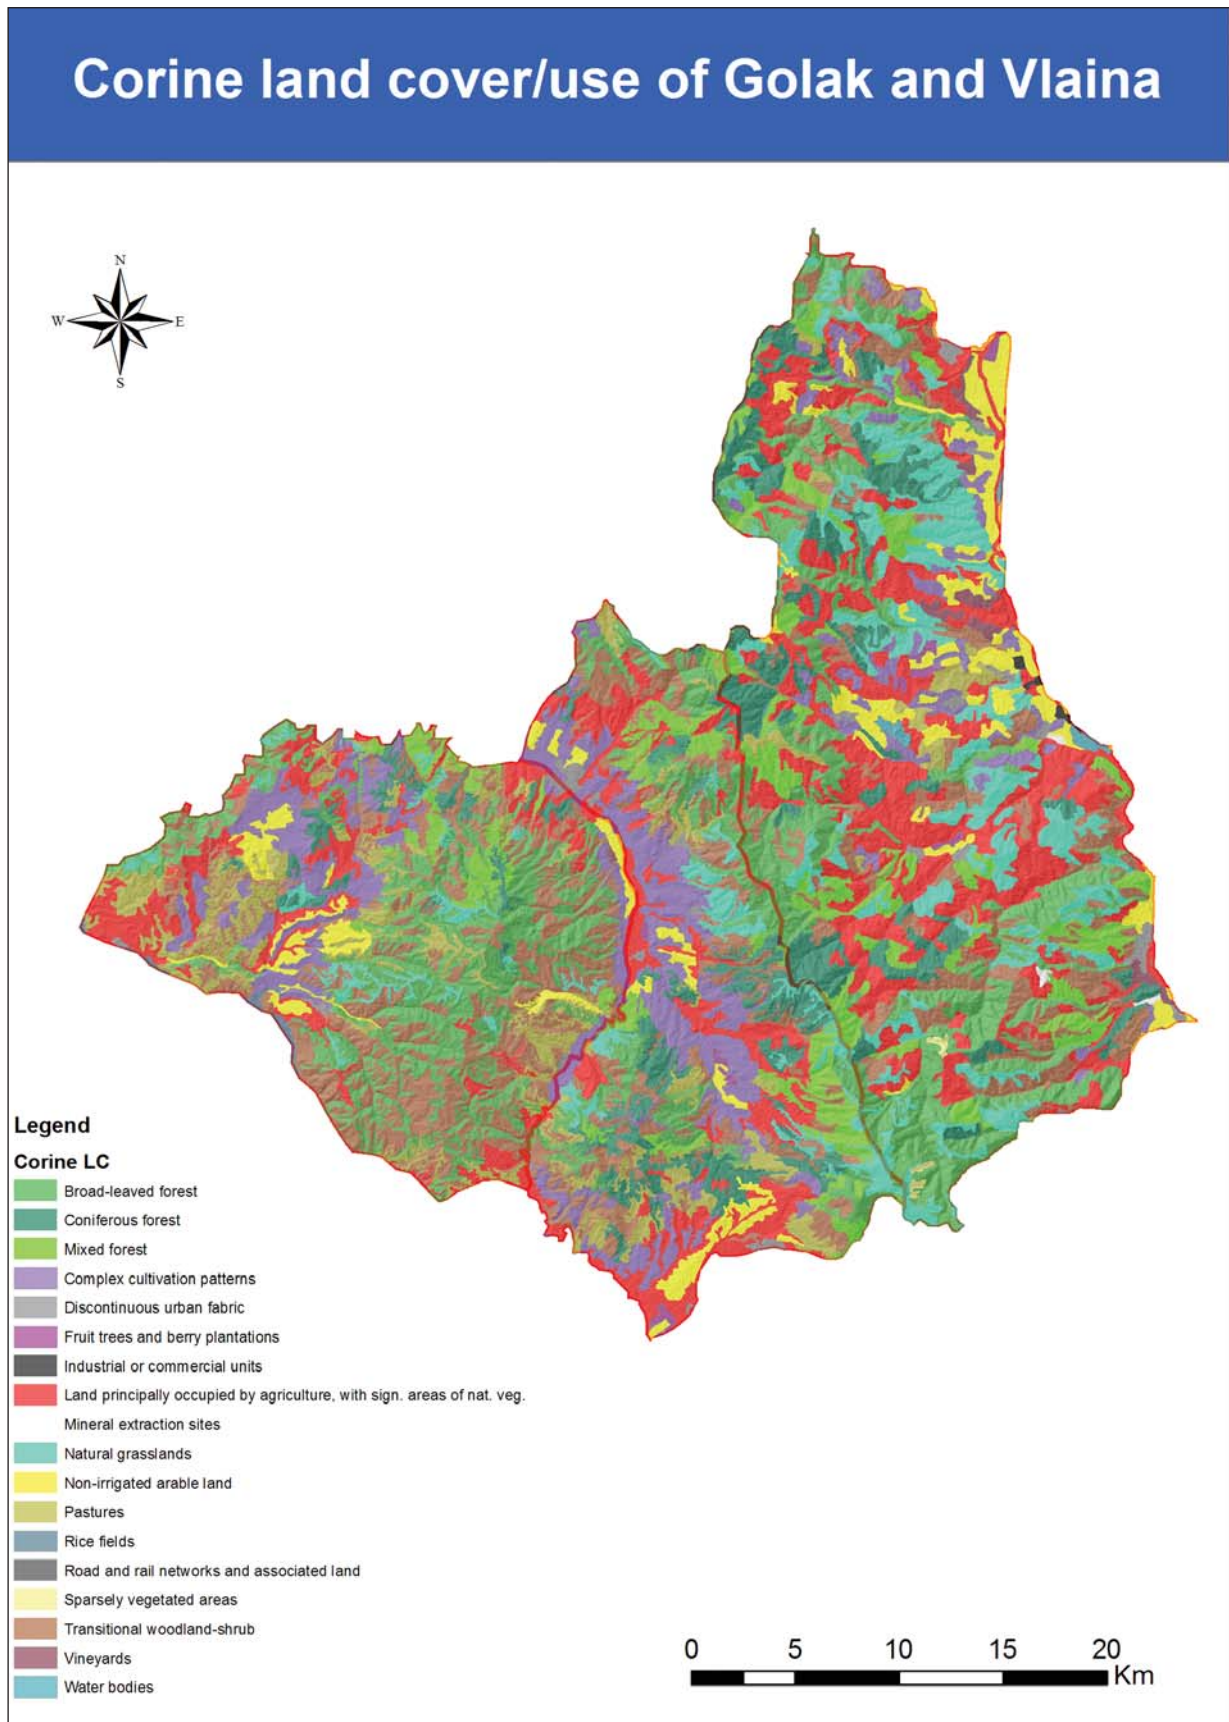 Corine land cover/use of Golak and Vlaina
N
W
E
S
Legend
Corine LC
Broad-leaved forest
Coniferous forest
Mixed forest
Complex cultivation patterns
Discontinuous urban fabric
Fruit trees and berry plantations
Industrial or commercial units
Land principally occupied by agriculture, with sign. areas of nat. veg.
Mineral extraction sites
Natural grasslands
Non-irrigated arable land
Pastures
Rice fields
Road and rail networks and associated land
Sparsely vegetated areas
Transitional woodland-shrub
Vineyards
Water bodies
0 5 10 15 20
Km